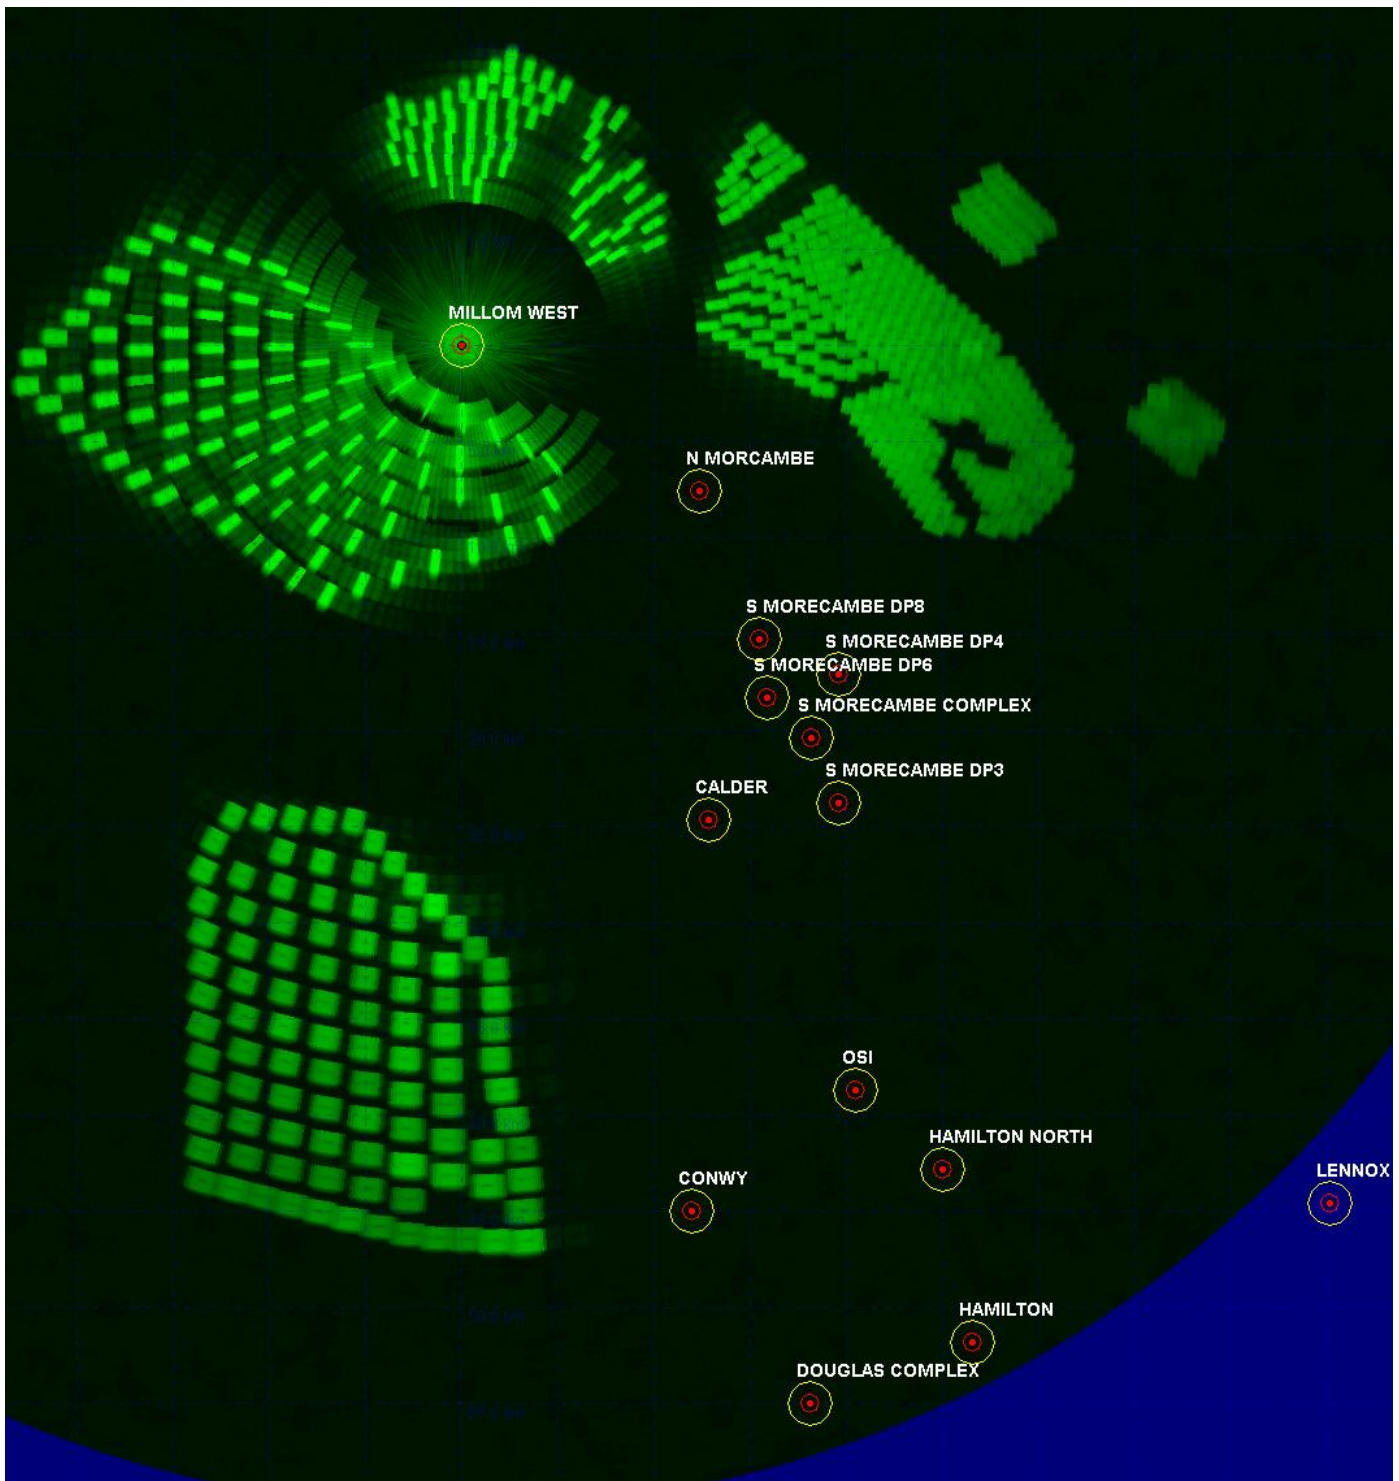 MILLOM WEST
N MORCAMBE
S MORECAMBE DP8
S MORECAMBE DP4
S MORECAMBE DP6
S MORECAMBE COMPLEX
S MORECAMBE DP3
CALDER
OSI
HAMILTON NORTH
LENNOX
CONWY
HAMILTON
DOUGLAS COMPLEX